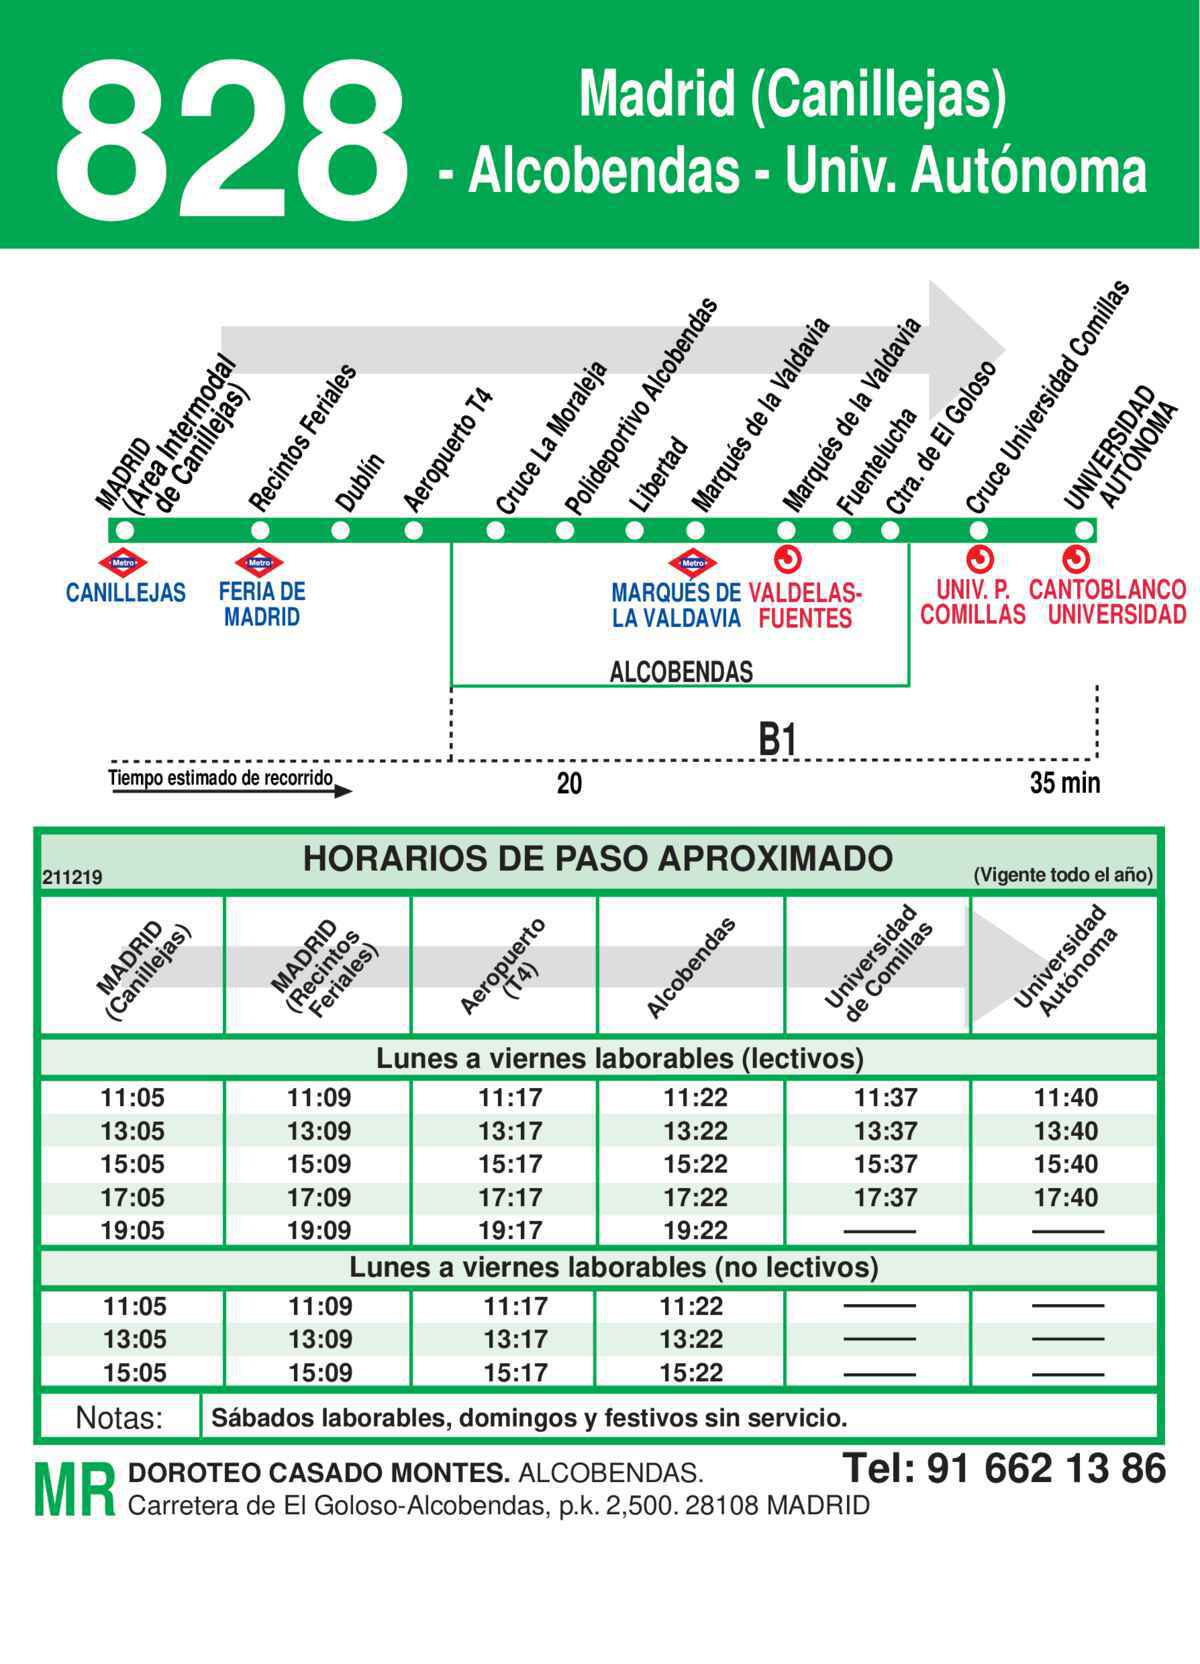 828
Madrid (Canillejas)
- Alcobendas - Univ. Autónoma
MADRID
(Área Intermodal
de Canillejas)
Recintos Feriales
Dublín
Aeropuerto T4
Cruce La Moraleja
Polideportivo Alcobendas
Libertad
Marqués de la Valdavia
Marqués de la Valdavia
Fuentelucha
Ctra. de El Goloso
Cruce Universidad Comillas
UNIVERSIDAD
AUTÓNOMA
Metro
CANILLEJAS
Metro
FERIA DE
MADRID
Metro
MARQUÉS DE
LA VALDAVIA
VALDELAS-
FUENTES
UNIV. P.
COMILLAS
CANTOBLANCO
UNIVERSIDAD
ALCOBENDAS
B1
Tiempo estimado de recorrido
20
35 min
211219
HORARIOS DE PASO APROXIMADO
(Vigente todo el año)
MADRID
(Canillejas)
MADRID
(Recintos
Feriales)
Aeropuerto
(T4)
Alcobendas
Universidad
de Comillas
Universidad
Autónoma
Lunes a viernes laborables (lectivos)
11:05 11:09 11:17 11:22 11:37 11:40
13:05 13:09 13:17 13:22 13:37 13:40
15:05 15:09 15:17 15:22 15:37 15:40
17:05 17:09 17:17 17:22 17:37 17:40
19:05 19:09 19:17 19:22 —— ——
Lunes a viernes laborables (no lectivos)
11:05 11:09 11:17 11:22 —— ——
13:05 13:09 13:17 13:22 —— ——
15:05 15:09 15:17 15:22 —— ——
Notas: Sábados laborables, domingos y festivos sin servicio.
MR DOROTEO CASADO MONTES. ALCOBENDAS. Tel: 91 662 13 86
Carretera de El Goloso-Alcobendas, p.k. 2,500. 28108 MADRID